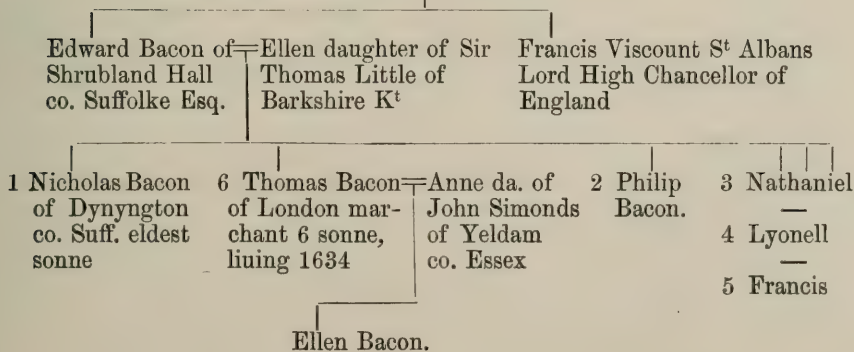 Edward Bacon of
Shrubland Hall
co. Suffolke Esq.
Ellen daughter of Sir
Thomas Little of
Barkshire Kt
Francis Viscount St Albans
Lord High Chancellor of
England
1 Nicholas Bacon
of Dynyngton
co. Suff. eldest
sonne
6 Thomas Bacon
of London mar-
chant 6 sonne,
liuing 1634
Anne da. of
John Simonds
of Yeldam
co. Essex
2 Philip
Bacon.
3 Nathaniel
—
4 Lyonell
—
5 Francis
Ellen Bacon.